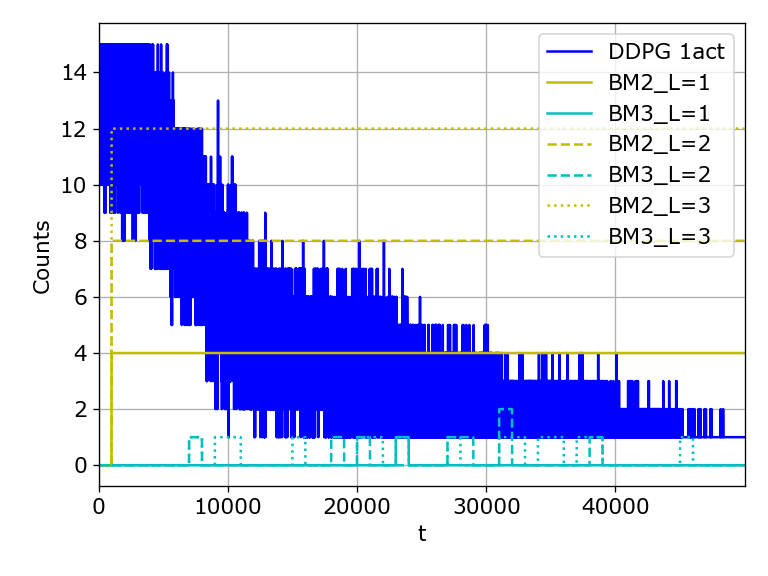 DDPG 1act
BM2_L=1
BM3_L=1
BM2_L=2
BM3_L=2
BM2_L=3
BM3_L=3
14
12
10
8
6
4
2
0
Counts
0 10000 20000 30000 40000
t